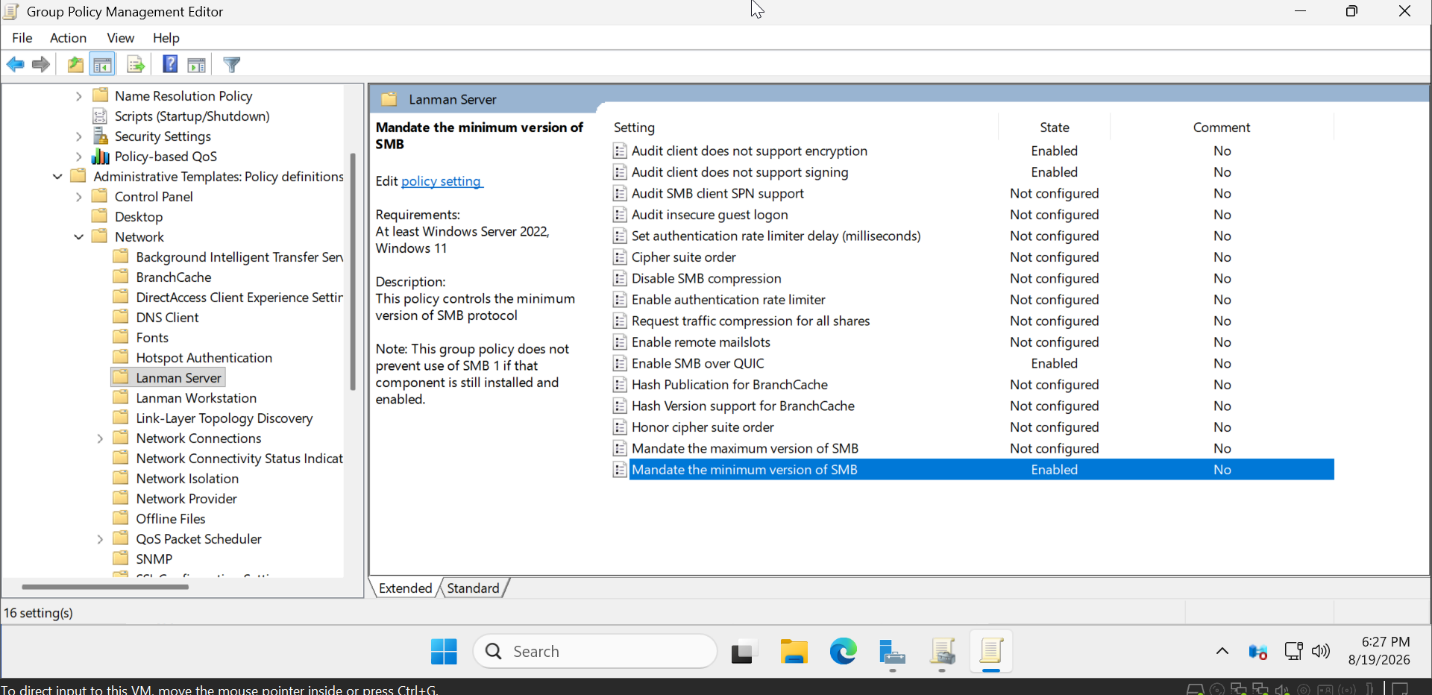 Group Policy Management Editor
File Action View Help
Name Resolution Policy
Scripts (Startup/Shutdown)
Security Settings
Policy-based QoS
Administrative Templates: Policy definitions
Control Panel
Desktop
Network
Background Intelligent Transfer Serv
BranchCache
DirectAccess Client Experience Settin
DNS Client
Fonts
Hotspot Authentication
Lanman Server
Lanman Workstation
Link-Layer Topology Discovery
Network Connections
Network Connectivity Status Indicat
Network Isolation
Network Provider
Offline Files
QoS Packet Scheduler
SNMP
Lanman Server
Mandate the minimum version of
SMB
Edit policy setting
Requirements:
At least Windows Server 2022,
Windows 11
Description:
This policy controls the minimum
version of SMB protocol
Note: This group policy does not
prevent use of SMB 1 if that
component is still installed and
enabled.
Setting State Comment
Audit client does not support encryption Enabled No
Audit client does not support signing Enabled No
Audit SMB client SPN support Not configured No
Audit insecure guest logon Not configured No
Set authentication rate limiter delay (milliseconds) Not configured No
Cipher suite order Not configured No
Disable SMB compression Not configured No
Enable authentication rate limiter Not configured No
Request traffic compression for all shares Not configured No
Enable remote mailslots Not configured No
Enable SMB over QUIC Enabled No
Hash Publication for BranchCache Not configured No
Hash Version support for BranchCache Not configured No
Honor cipher suite order Not configured No
Mandate the maximum version of SMB Not configured No
Mandate the minimum version of SMB Enabled No
Extended Standard
16 setting(s)
Search
6:27 PM
8/19/2026
To direct input to this VM, move the mouse pointer inside or press Ctrl+G.